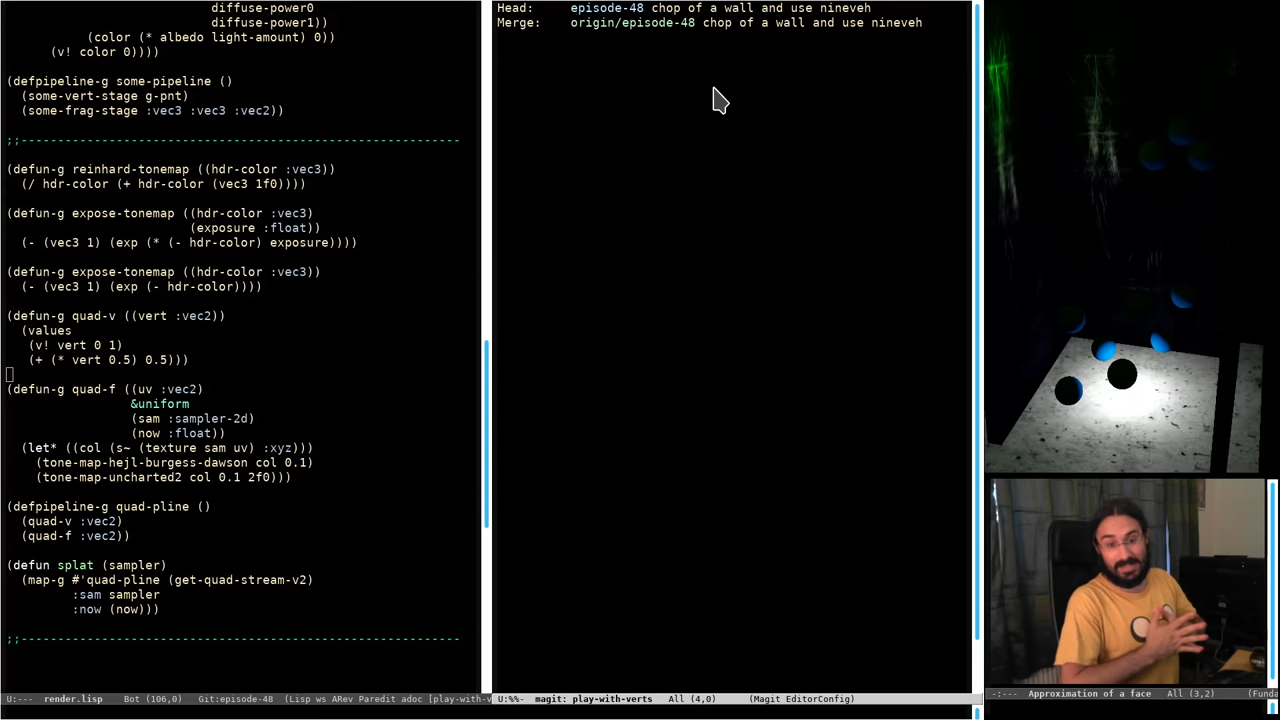 diffuse-power0
diffuse-power1))
(color (* albedo light-amount) 0))
(v! color 0))))
(defpipeline-g some-pipeline ()
(some-vert-stage g-pnt)
(some-frag-stage :vec3 :vec3 :vec2))
;;------------------------------------------------------------
(defun-g reinhard-tonemap ((hdr-color :vec3))
(/ hdr-color (+ hdr-color (vec3 1f0))))
(defun-g expose-tonemap ((hdr-color :vec3)
(exposure :float))
(- (vec3 1) (exp (* (- hdr-color) exposure))))
(defun-g expose-tonemap ((hdr-color :vec3))
(- (vec3 1) (exp (- hdr-color))))
(defun-g quad-v ((vert :vec2))
(values
(v! vert 0 1)
(+ (* vert 0.5) 0.5)))
(defun-g quad-f ((uv :vec2)
&uniform
(sam :sampler-2d)
(now :float))
(let* ((col (s~ (texture sam uv) :xyz)))
(tone-map-hejl-burgess-dawson col 0.1)
(tone-map-uncharted2 col 0.1 2f0)))
(defpipeline-g quad-pline ()
(quad-v :vec2)
(quad-f :vec2))
(defun splat (sampler)
(map-g #'quad-pline (get-quad-stream-v2)
:sam sampler
:now (now)))
;;------------------------------------------------------------
U:--- render.lisp Bot (106,0) Git:episode-48 (Lisp ws ARev Paredit adoc [play-with-v
Head: episode-48 chop of a wall and use nineveh
Merge: origin/episode-48 chop of a wall and use nineveh
U:%%- magit: play-with-verts All (4,0) (Magit EditorConfig)
-:--- Approximation of a face All (3,2) (Funda